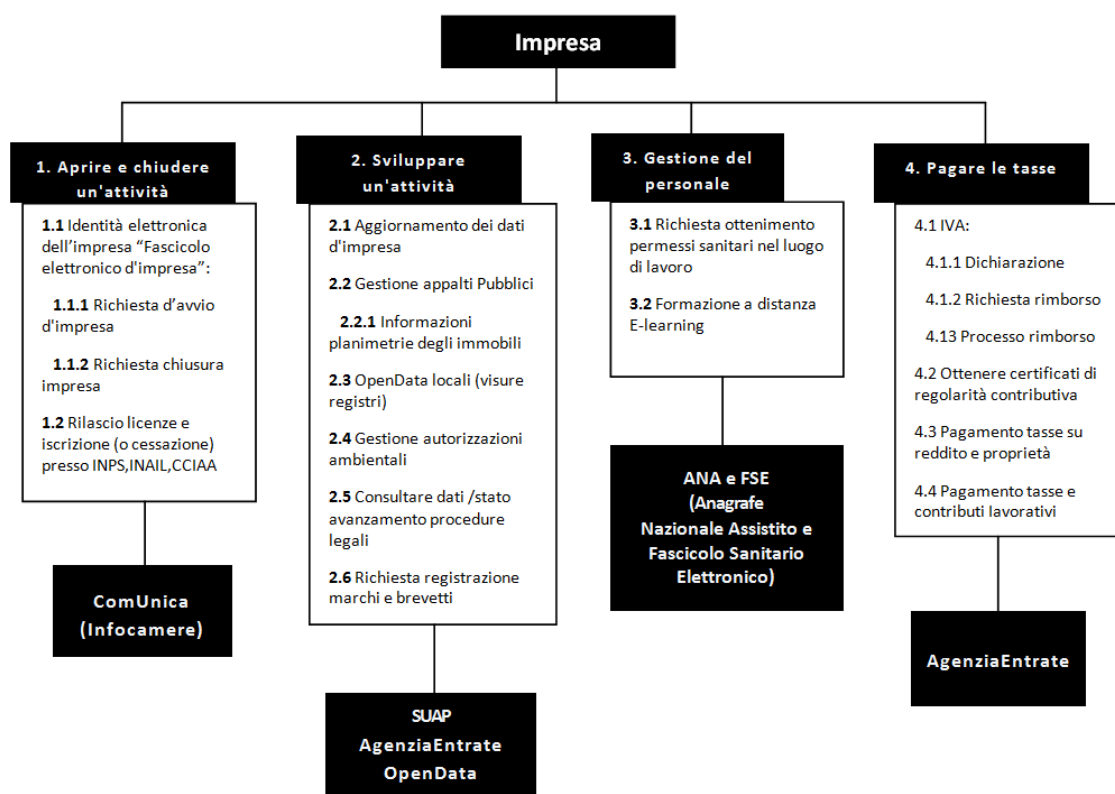 Impresa
1. Aprire e chiudere
un'attività
1.1 Identità elettronica
dell’impresa “Fascicolo
elettronico d'impresa”:
1.1.1 Richiesta d’avvio
d'impresa
1.1.2 Richiesta chiusura
impresa
1.2 Rilascio licenze e
iscrizione (o cessazione)
presso INPS,INAIL,CCIAA
ComUnica
(Infocamere)
2. Sviluppare
un'attività
2.1 Aggiornamento dei dati
d'impresa
2.2 Gestione appalti Pubblici
2.2.1 Informazioni
planimetrie degli immobili
2.3 OpenData locali (visure
registri)
2.4 Gestione autorizzazioni
ambientali
2.5 Consultare dati /stato
avanzamento procedure
legali
2.6 Richiesta registrazione
marchi e brevetti
SUAP
AgenziaEntrate
OpenData
3. Gestione del
personale
3.1 Richiesta ottenimento
permessi sanitari nel luogo
di lavoro
3.2 Formazione a distanza
E-learning
ANA e FSE
(Anagrafe
Nazionale Assistito e
Fascicolo Sanitario
Elettronico)
4. Pagare le tasse
4.1 IVA:
4.1.1 Dichiarazione
4.1.2 Richiesta rimborso
4.13 Processo rimborso
4.2 Ottenere certificati di
regolarità contributiva
4.3 Pagamento tasse su
reddito e proprietà
4.4 Pagamento tasse e
contributi lavorativi
AgenziaEntrate